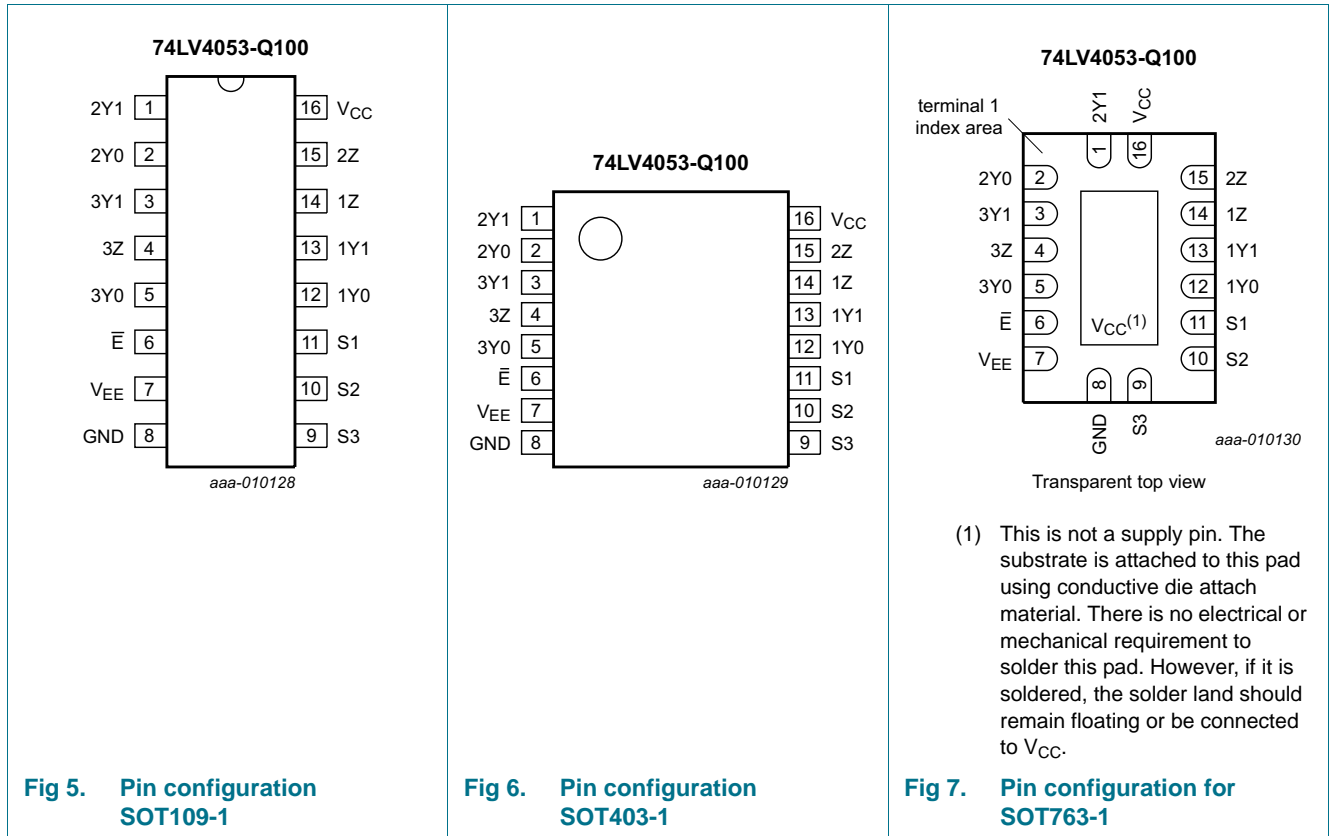 74LV4053-Q100
2Y1 1 16 VCC
2Y0 2 15 2Z
3Y1 3 14 1Z
3Z 4 13 1Y1
3Y0 5 12 1Y0
E̅ 6 11 S1
VEE 7 10 S2
GND 8 9 S3
aaa-010128
Fig 5. Pin configuration
SOT109-1
74LV4053-Q100
2Y1 1 16 VCC
2Y0 2 15 2Z
3Y1 3 14 1Z
3Z 4 13 1Y1
3Y0 5 12 1Y0
E̅ 6 11 S1
VEE 7 10 S2
GND 8 9 S3
aaa-010129
Fig 6. Pin configuration
SOT403-1
74LV4053-Q100
terminal 1
index area
2Y1 VCC
1 16
2Y0 2 15 2Z
3Y1 3 14 1Z
3Z 4 13 1Y1
3Y0 5 12 1Y0
E̅ 6 VCC(1) 11 S1
VEE 7 10 S2
8 9
GND S3
aaa-010130
Transparent top view
(1) This is not a supply pin. The
substrate is attached to this pad
using conductive die attach
material. There is no electrical or
mechanical requirement to
solder this pad. However, if it is
soldered, the solder land should
remain floating or be connected
to VCC.
Fig 7. Pin configuration for
SOT763-1